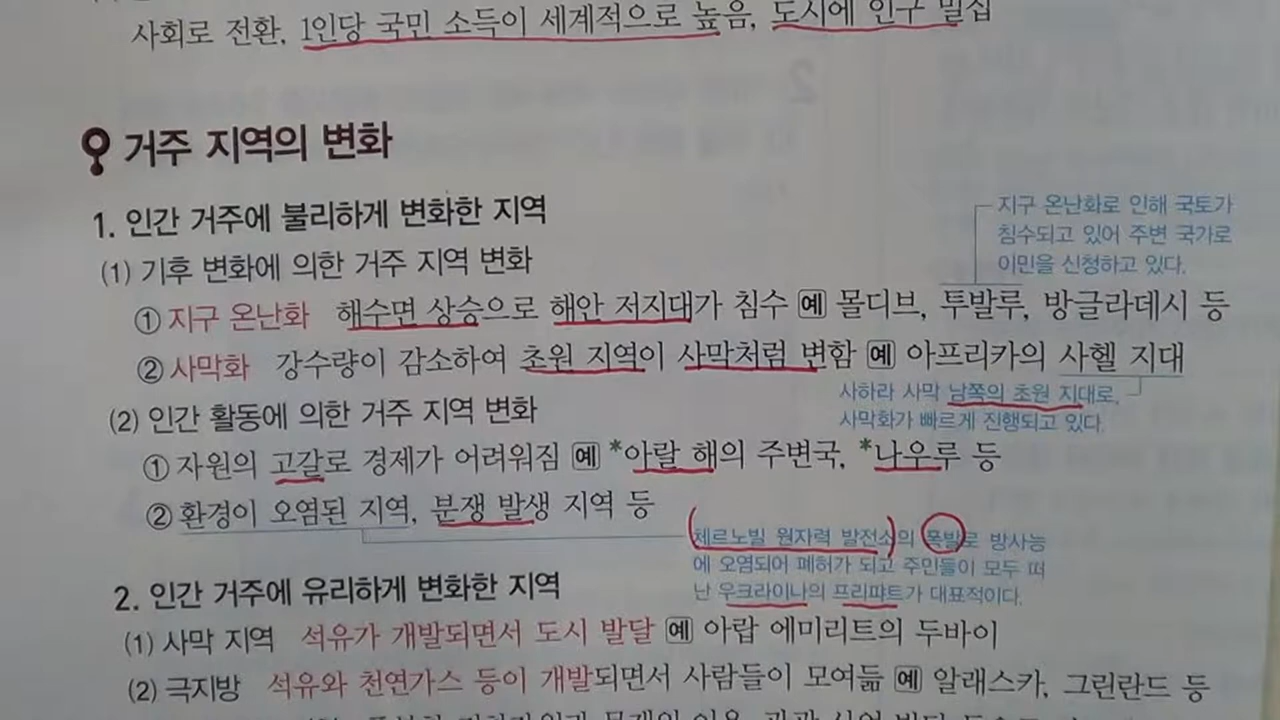 사회로 전환, 1인당 국민 소득이 세계적으로 높음, 도시에 인구 밀집
거주 지역의 변화
1. 인간 거주에 불리하게 변화한 지역
지구 온난화로 인해 국토가
침수되고 있어 주변 국가로
이민을 신청하고 있다.
(1) 기후 변화에 의한 거주 지역 변화
① 지구 온난화 해수면 상승으로 해안 저지대가 침수 예 몰디브, 투발루, 방글라데시 등
② 사막화 강수량이 감소하여 초원 지역이 사막처럼 변함 예 아프리카의 사헬 지대
사하라 사막 남쪽의 초원 지대로,
사막화가 빠르게 진행되고 있다.
(2) 인간 활동에 의한 거주 지역 변화
① 자원의 고갈로 경제가 어려워짐 예 *아랄 해의 주변국, *나우루 등
② 환경이 오염된 지역, 분쟁 발생 지역 등
체르노빌 원자력 발전소의 폭발로 방사능
에 오염되어 폐허가 되고 주민들이 모두 떠
난 우크라이나의 프리퍄트가 대표적이다.
2. 인간 거주에 유리하게 변화한 지역
(1) 사막 지역 석유가 개발되면서 도시 발달 예 아랍 에미리트의 두바이
(2) 극지방 석유와 천연가스 등이 개발되면서 사람들이 모여듦 예 알래스카, 그린란드 등